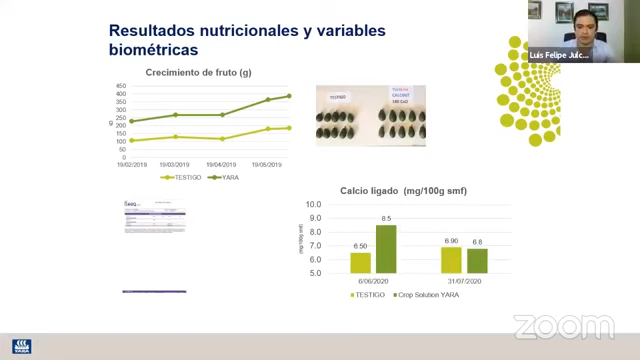 Resultados nutricionales y variables
biométricas
Luis Felipe Julc...
Crecimiento de fruto (g)
450
400
350
300
250
200
150
100
50
0
g
19/02/2019 19/03/2019 19/04/2019 19/05/2019
TESTIGO YARA
TESTIGO
CALCINIT
180 CaO
Calcio ligado (mg/100g smf)
10.0
9.0
8.0
7.0
6.0
5.0
(mg/100g smf)
6.50
8.5
6.90
6.8
6/06/2020 31/07/2020
TESTIGO Crop Solution YARA
YARA
zoom